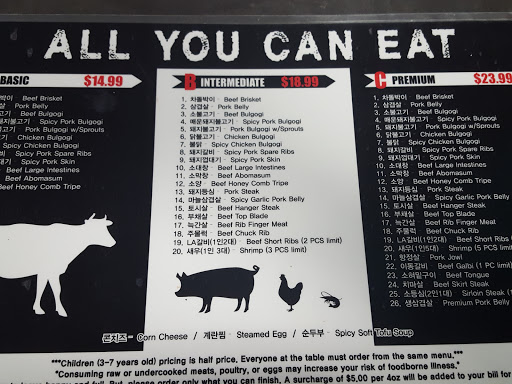 ALL YOU CAN EAT
BASIC $14.99
Beef Brisket
Pork Belly
Beef Bulgogi
Spicy Pork Bulgogi
Pork Bulgogi w/Sprouts
Chicken Bulgogi
Spicy Chicken Bulgogi
Spicy Pork Spare Ribs
Spicy Pork Skin
Beef Large Intestines
Beef Abomasum
Beef Honey Comb Tripe
B INTERMEDIATE $18.99
1. 차돌박이 - Beef Brisket
2. 삼겹살 - Pork Belly
3. 소불고기 - Beef Bulgogi
4. 매운돼지불고기 - Spicy Pork Bulgogi
5. 돼지불고기 - Pork Bulgogi w/Sprouts
6. 닭불고기 - Chicken Bulgogi
7. 불닭 - Spicy Chicken Bulgogi
8. 돼지갈비 - Spicy Pork Spare Ribs
9. 돼지껍데기 - Spicy Pork Skin
10. 소대창 - Beef Large Intestines
11. 소막창 - Beef Abomasum
12. 소양 - Beef Honey Comb Tripe
13. 돼지등심 - Pork Steak
14. 마늘삼겹살 - Spicy Garlic Pork Belly
15. 토시살 - Beef Hanger Steak
16. 부채살 - Beef Top Blade
17. 늑간살 - Beef Rib Finger Meat
18. 주물럭 - Beef Chuck Rib
19. LA갈비(1인2대) - Beef Short Ribs (2 PCS limit)
20. 새우(1인 3대) - Shrimp (3 PCS limit)
C PREMIUM $23.99
1. 차돌박이 - Beef Brisket
2. 삼겹살 - Pork Belly
3. 소불고기 - Beef Bulgogi
4. 매운돼지불고기 - Spicy Pork Bulgogi
5. 돼지불고기 - Pork Bulgogi w/Sprouts
6. 닭불고기 - Chicken Bulgogi
7. 불닭 - Spicy Chicken Bulgogi
8. 돼지갈비 - Spicy Pork Spare Ribs
9. 돼지껍데기 - Spicy Pork Skin
10. 소대창 - Beef Large Intestines
11. 소막창 - Beef Abomasum
12. 소양 - Beef Honey Comb Tripe
13. 돼지등심 - Pork Steak
14. 마늘삼겹살 - Spicy Garlic Pork Belly
15. 토시살 - Beef Hanger Steak
16. 부채살 - Beef Top Blade
17. 늑간살 - Beef Rib Finger Meat
18. 주물럭 - Beef Chuck Rib
19. LA갈비(1인2대) - Beef Short Ribs
20. 새우(1인5대) - Shrimp (5 PCS limit)
21. 항정살 - Pork Jowl
22. 이동갈비 - Beef Galbi (1 PC limit)
23. 소혀밑구이 - Beef Tongue
24. 치마살 - Beef Skirt Steak
25. 소등심(2인1대) - Sirloin Steak
26. 생삼겹살 - Premium Pork Belly
콘치즈 - Corn Cheese / 계란찜 - Steamed Egg / 순두부 - Spicy Soft Tofu Soup
***Children (3-7 years old) pricing is half price. Everyone at the table must order from the same menu.***
"Consuming raw or undercooked meats, poultry, or eggs may increase your risk of foodborne illness."
and full. But, please order only what you can finish. A surcharge of $5.00 per 4oz will be added to your bill for